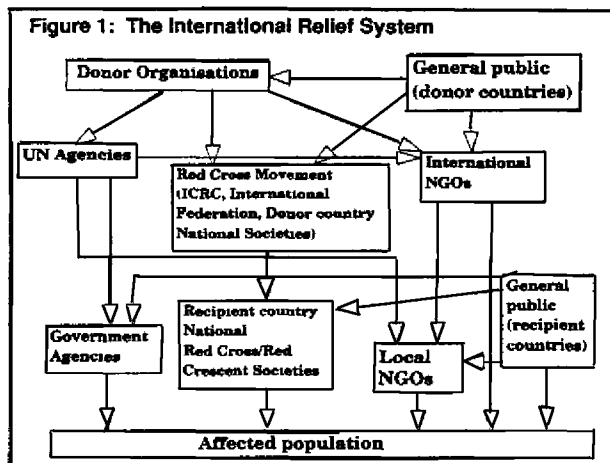 Figure 1: The International Relief System
Donor Organisations
General public
(donor countries)
UN Agencies
Red Cross Movement
(ICRC, International
Federation, Donor country
National Societies)
International
NGOs
General
public
(recipient
countries)
Government
Agencies
Recipient country
National
Red Cross/Red
Crescent Societies
Local
NGOs
Affected population